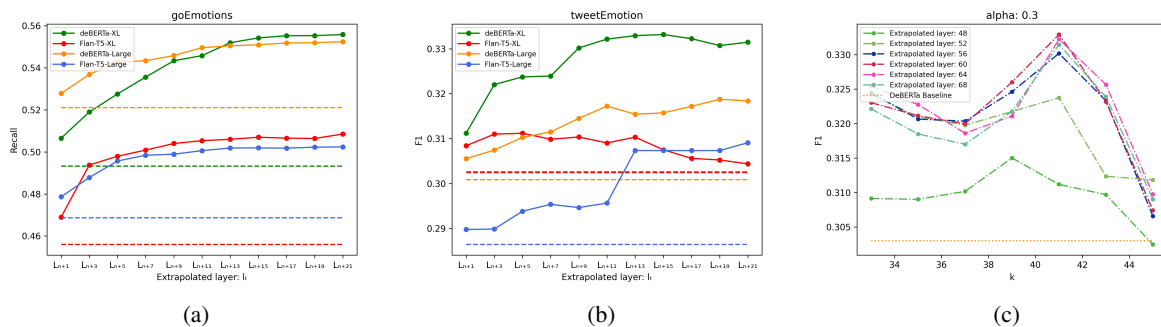 goEmotions
deBERTa-XL
Flan-T5-XL
deBERTa-Large
Flan-T5-Large
0.56
0.54
0.52
0.50
0.48
0.46
Recall
Lₙ₊₁ Lₙ₊₃ Lₙ₊₅ Lₙ₊₇ Lₙ₊₉ Lₙ₊₁₁ Lₙ₊₁₃ Lₙ₊₁₅ Lₙ₊₁₇ Lₙ₊₁₉ Lₙ₊₂₁
Extrapolated layer: lₜ
(a)
tweetEmotion
deBERTa-XL
Flan-T5-XL
deBERTa-Large
Flan-T5-Large
0.33
0.32
0.31
0.30
0.29
F1
Lₙ₊₁ Lₙ₊₃ Lₙ₊₅ Lₙ₊₇ Lₙ₊₉ Lₙ₊₁₁ Lₙ₊₁₃ Lₙ₊₁₅ Lₙ₊₁₇ Lₙ₊₁₉ Lₙ₊₂₁
Extrapolated layer: lₜ
(b)
alpha: 0.3
Extrapolated layer: 48
Extrapolated layer: 52
Extrapolated layer: 56
Extrapolated layer: 60
Extrapolated layer: 64
Extrapolated layer: 68
DeBERTa Baseline
0.330
0.325
0.320
0.315
0.310
0.305
F1
34 36 38 40 42 44
k
(c)